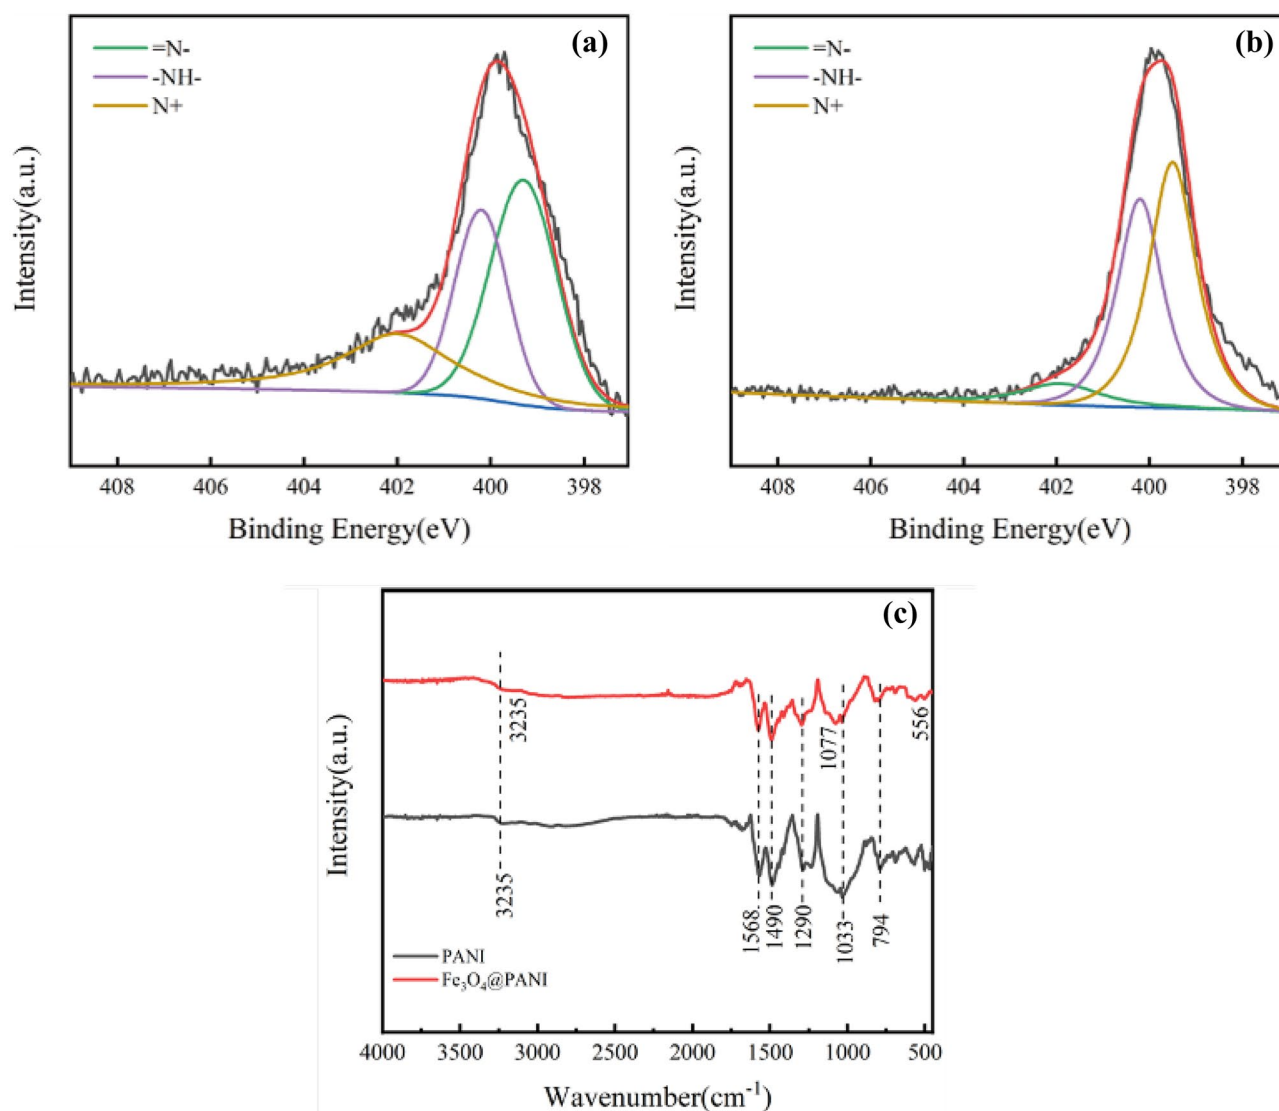 (a)
=N-
-NH-
N+
Intensity(a.u.)
408 406 404 402 400 398
Binding Energy(eV)
(b)
=N-
-NH-
N+
Intensity(a.u.)
408 406 404 402 400 398
Binding Energy(eV)
(c)
3235
1077
556
3235
1568
1490
1290
1033
794
PANI
Fe₃O₄@PANI
Intensity(a.u.)
4000 3500 3000 2500 2000 1500 1000 500
Wavenumber(cm⁻¹)